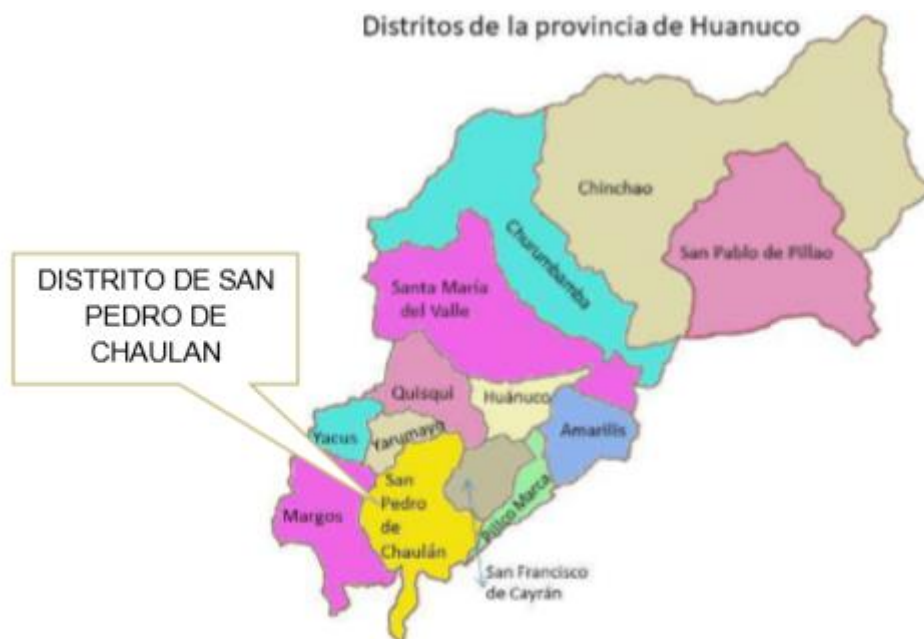 Distritos de la provincia de Huanuco
Chinchao
San Pablo de Pillao
Churumbamba
DISTRITO DE SAN
PEDRO DE
CHAULAN
Santa María
del Valle
Quisqui
Huánuco
Amarilis
Yacus
Yarumayo
San
Pedro
de
Chaulán
Margos
Pillco Marca
San Francisco
de Cayrán